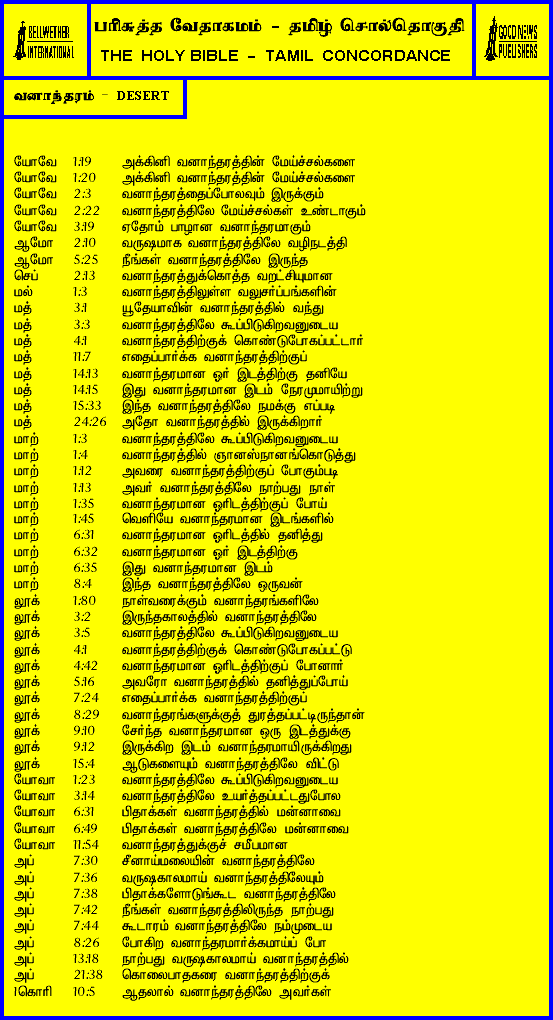 BELLWETHER
INTERNATIONAL
பரிசுத்த வேதாகமம் - தமிழ் சொல்தொகுதி
THE HOLY BIBLE - TAMIL CONCORDANCE
GOOD NEWS
PUBLISHERS
வனாந்தரம் - DESERT
யோவே 1:19 அக்கினி வனாந்தரத்தின் மேய்ச்சல்களை
யோவே 1:20 அக்கினி வனாந்தரத்தின் மேய்ச்சல்களை
யோவே 2:3 வனாந்தரத்தைப்போலவும் இருக்கும்
யோவே 2:22 வனாந்தரத்திலே மேய்ச்சல்கள் உண்டாகும்
யோவே 3:19 ஏதோம் பாழான வனாந்தரமாகும்
ஆமோ 2:10 வருஷமாக வனாந்தரத்திலே வழிநடத்தி
ஆமோ 5:25 நீங்கள் வனாந்தரத்திலே இருந்த
செப் 2:13 வனாந்தரத்துக்கொத்த வறட்சியுமான
மல் 1:3 வனாந்தரத்திலுள்ள வலுசர்ப்பங்களின்
மத் 3:1 யூதேயாவின் வனாந்தரத்தில் வந்து
மத் 3:3 வனாந்தரத்திலே கூப்பிடுகிறவனுடைய
மத் 4:1 வனாந்தரத்திற்குக் கொண்டுபோகப்பட்டார்
மத் 11:7 எதைப்பார்க்க வனாந்தரத்திற்குப்
மத் 14:13 வனாந்தரமான ஓர் இடத்திற்கு தனியே
மத் 14:15 இது வனாந்தரமான இடம் நேரமுமாயிற்று
மத் 15:33 இந்த வனாந்தரத்திலே நமக்கு எப்படி
மத் 24:26 அதோ வனாந்தரத்தில் இருக்கிறார்
மாற் 1:3 வனாந்தரத்திலே கூப்பிடுகிறவனுடைய
மாற் 1:4 வனாந்தரத்தில் ஞானஸ்நானங்கொடுத்து
மாற் 1:12 அவரை வனாந்தரத்திற்குப் போகும்படி
மாற் 1:13 அவர் வனாந்தரத்திலே நாற்பது நாள்
மாற் 1:35 வனாந்தரமான ஓரிடத்திற்குப் போய்
மாற் 1:45 வெளியே வனாந்தரமான இடங்களில்
மாற் 6:31 வனாந்தரமான ஓரிடத்தில் தனித்து
மாற் 6:32 வனாந்தரமான ஓர் இடத்திற்கு
மாற் 6:35 இது வனாந்தரமான இடம்
மாற் 8:4 இந்த வனாந்தரத்திலே ஒருவன்
லூக் 1:80 நாள்வரைக்கும் வனாந்தரங்களிலே
லூக் 3:2 இருந்தகாலத்தில் வனாந்தரத்திலே
லூக் 3:5 வனாந்தரத்திலே கூப்பிடுகிறவனுடைய
லூக் 4:1 வனாந்தரத்திற்குக் கொண்டுபோகப்பட்டு
லூக் 4:42 வனாந்தரமான ஓரிடத்திற்குப் போனார்
லூக் 5:16 அவரோ வனாந்தரத்தில் தனித்துப்போய்
லூக் 7:24 எதைப்பார்க்க வனாந்தரத்திற்குப்
லூக் 8:29 வனாந்தரங்களுக்குத் துரத்தப்பட்டிருந்தான்
லூக் 9:10 சேர்ந்த வனாந்தரமான ஒரு இடத்துக்கு
லூக் 9:12 இருக்கிற இடம் வனாந்தரமாயிருக்கிறது
லூக் 15:4 ஆடுகளையும் வனாந்தரத்திலே விட்டு
யோவா 1:23 வனாந்தரத்திலே கூப்பிடுகிறவனுடைய
யோவா 3:14 வனாந்தரத்திலே உயர்த்தப்பட்டதுபோல
யோவா 6:31 பிதாக்கள் வனாந்தரத்தில் மன்னாவை
யோவா 6:49 பிதாக்கள் வனாந்தரத்திலே மன்னாவை
யோவா 11:54 வனாந்தரத்துக்குச் சமீபமான
அப் 7:30 சீனாய்மலையின் வனாந்தரத்திலே
அப் 7:36 வருஷகாலமாய் வனாந்தரத்திலேயும்
அப் 7:38 பிதாக்களோடுங்கூட வனாந்தரத்திலே
அப் 7:42 நீங்கள் வனாந்தரத்திலிருந்த நாற்பது
அப் 7:44 கூடாரம் வனாந்தரத்திலே நம்முடைய
அப் 8:26 போகிற வனாந்தரமார்க்கமாய்ப் போ
அப் 13:18 நாற்பது வருஷகாலமாய் வனாந்தரத்தில்
அப் 21:38 கொலைபாதகரை வனாந்தரத்திற்குக்
1கொரி 10:5 ஆதலால் வனாந்தரத்திலே அவர்கள்